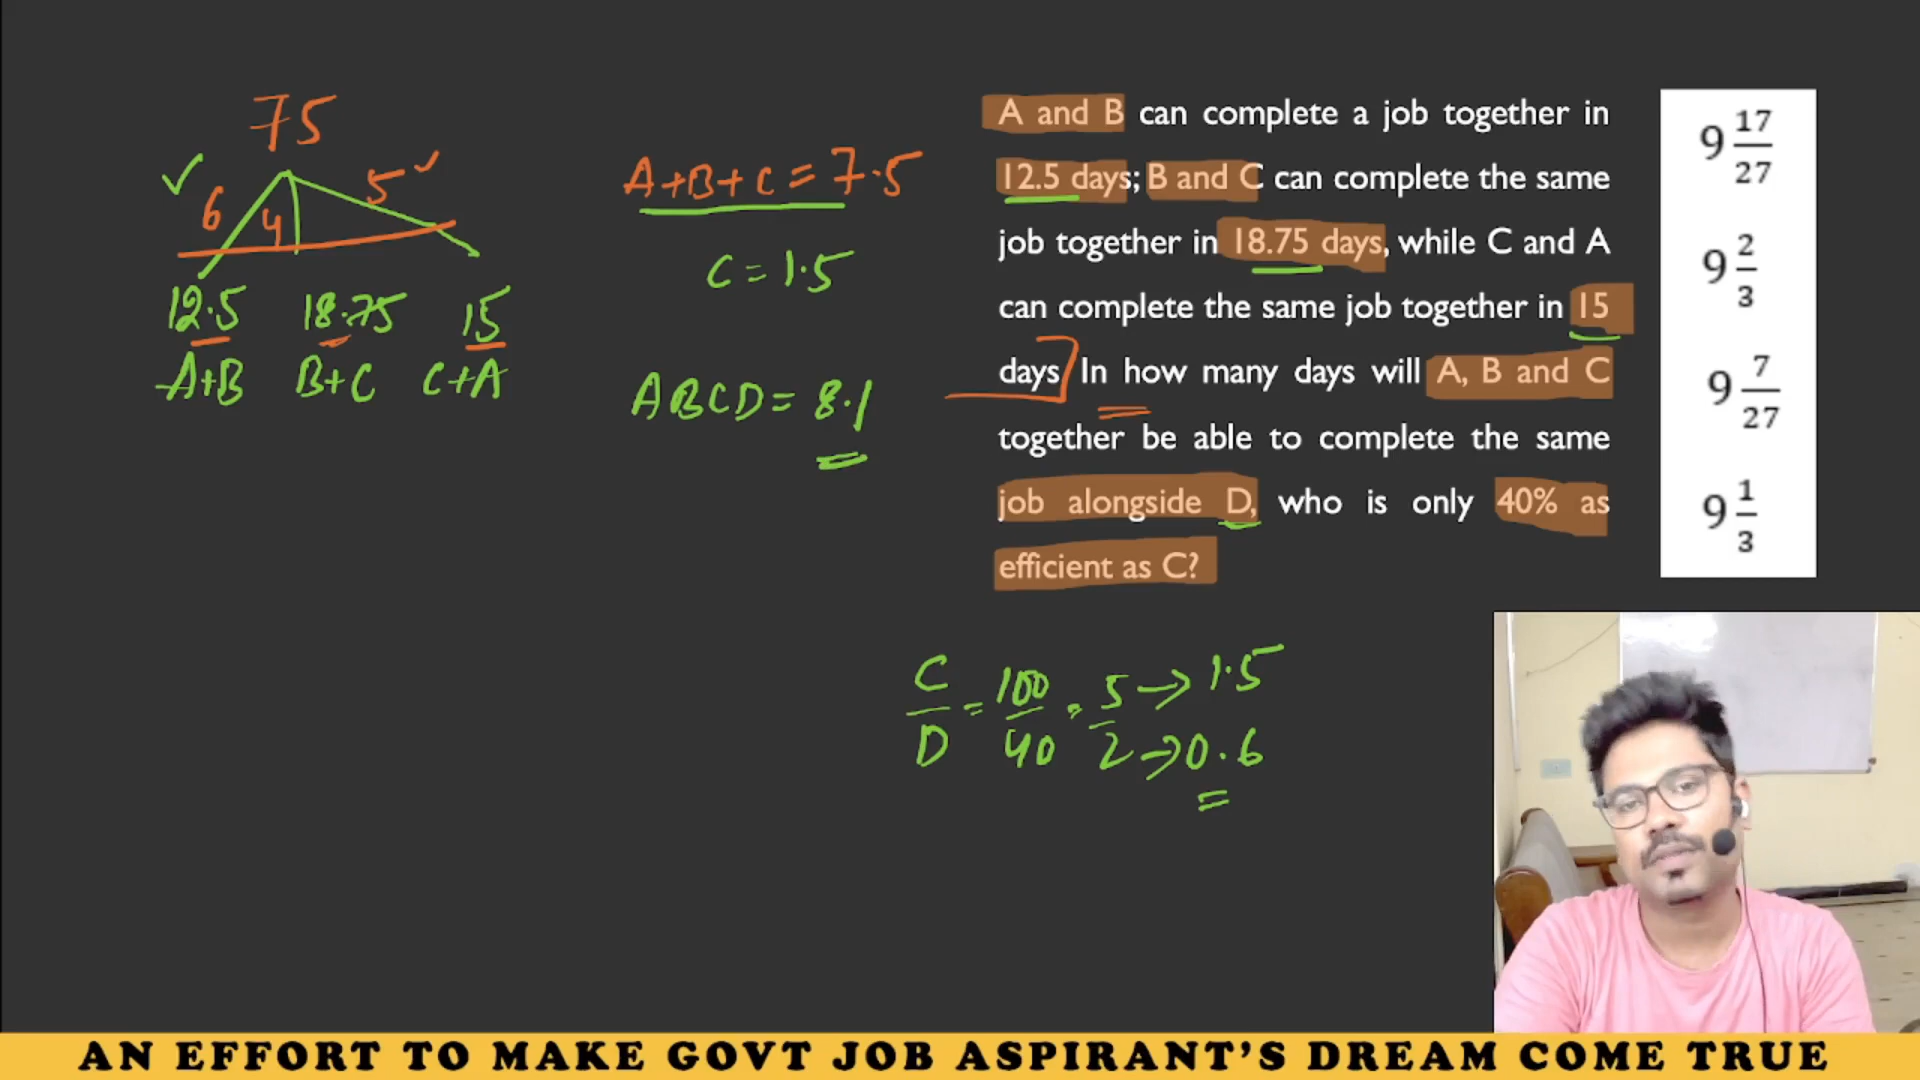 75
6 4 5
12.5 18.75 15
A+B B+C C+A
A+B+C = 7.5
C = 1.5
ABCD = 8.1
A and B can complete a job together in
12.5 days; B and C can complete the same
job together in 18.75 days, while C and A
can complete the same job together in 15
days. In how many days will A, B and C
together be able to complete the same
job alongside D, who is only 40% as
efficient as C?
9 17/27
9 2/3
9 7/27
9 1/3
C/D = 100/40 = 5 → 1.5
2 → 0.6
AN EFFORT TO MAKE GOVT JOB ASPIRANT'S DREAM COME TRUE